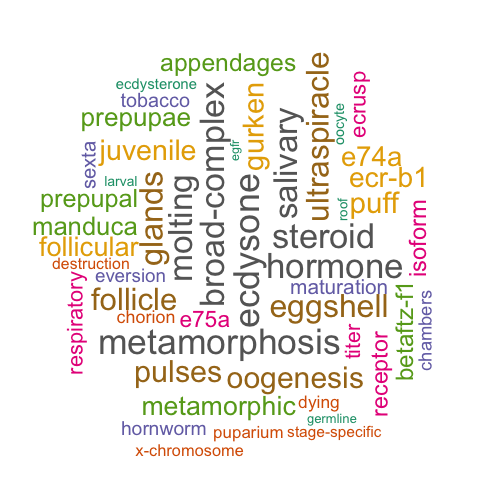 appendages
ecdysterone
tobacco
prepupae
broad-complex
egfr
gurken
salivary
ultraspiracle
oocyte
ecrusp
sexta
juvenile
e74a
ecr-b1
larval
prepupal
glands
molting
ecdysone
roof
puff
manduca
follicular
steroid
isoform
destruction
eversion
hormone
respiratory
follicle
maturation
chorion
e75a
eggshell
betaftz-f1
chambers
metamorphosis
titer
receptor
pulses
oogenesis
metamorphic
dying
germline
hornworm
puparium
stage-specific
x-chromosome